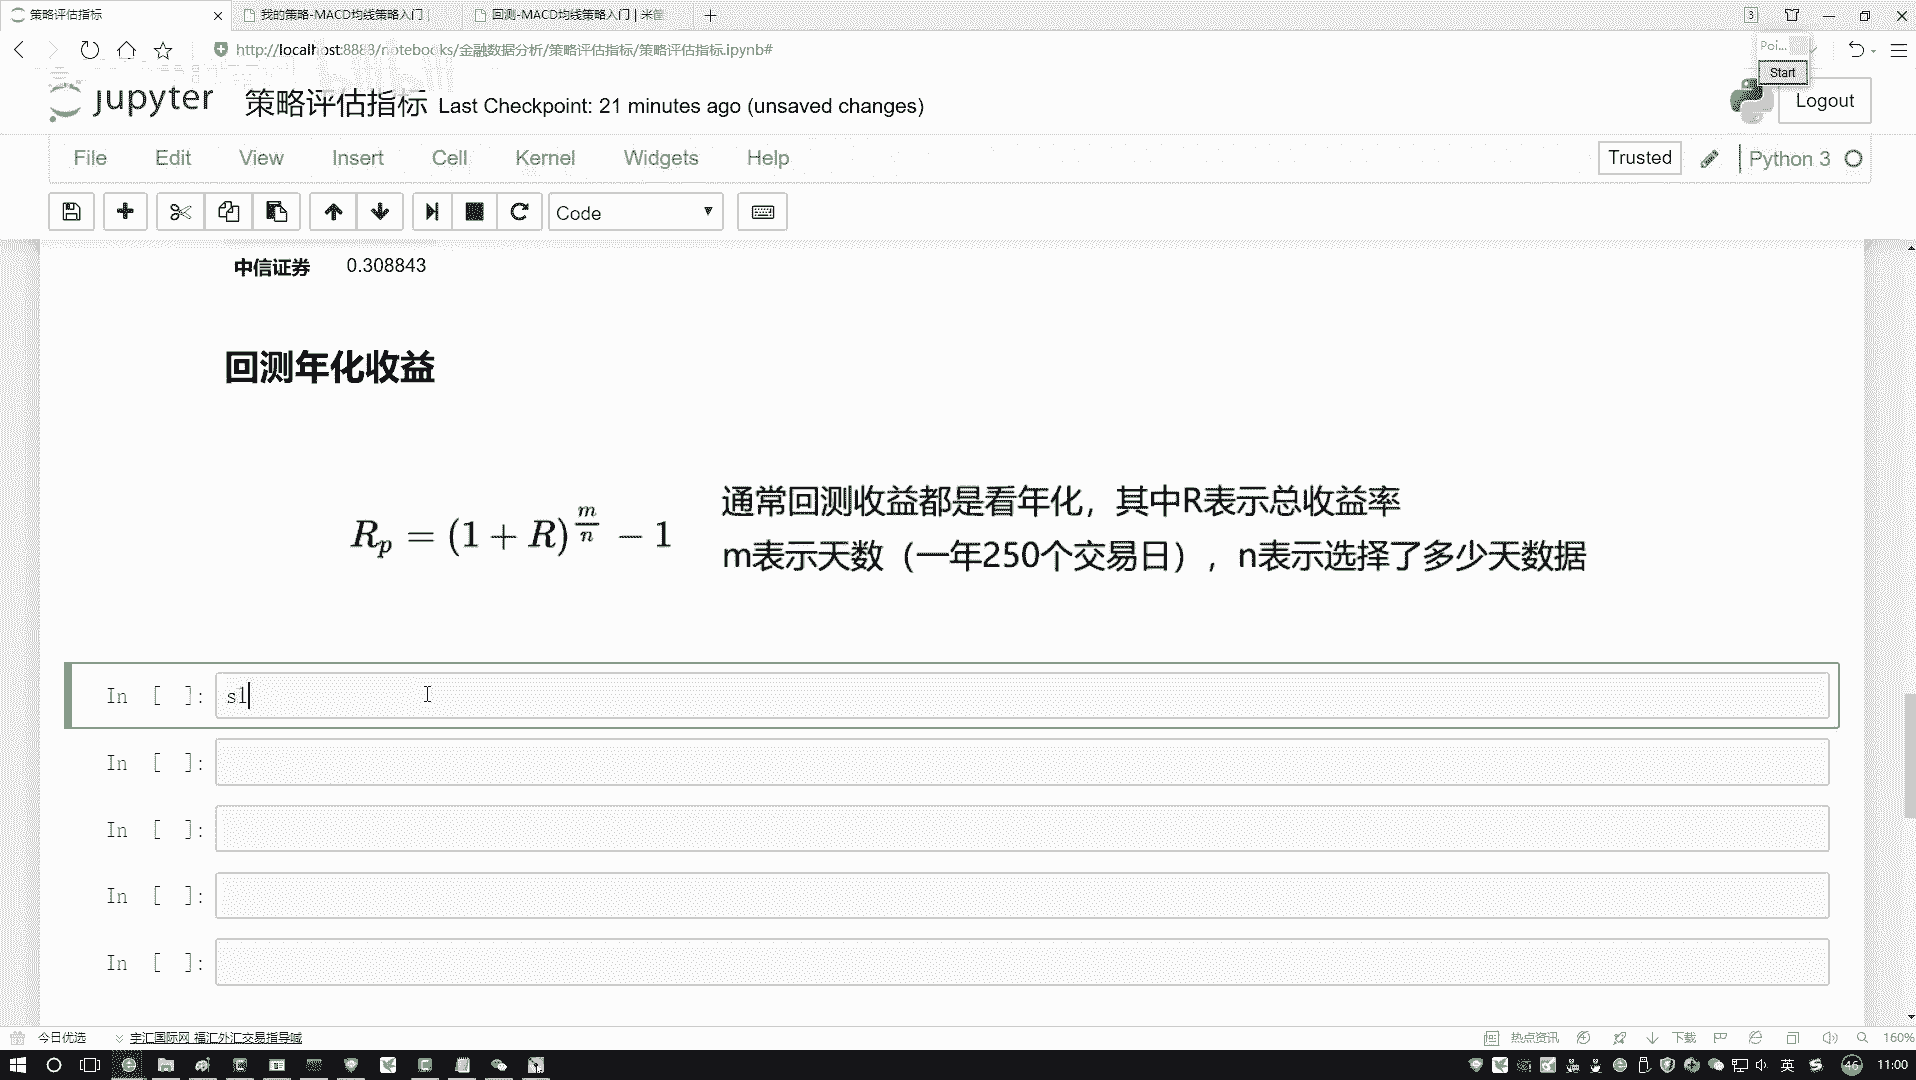 策略评估指标
我的策略-MACD均线策略入门
回测-MACD均线策略入门 | 米筐
3
http://localhost:8888/notebooks/金融数据分析/策略评估指标/策略评估指标.ipynb#
Poi...
Start
jupyter 策略评估指标 Last Checkpoint: 21 minutes ago (unsaved changes)
Logout
File Edit View Insert Cell Kernel Widgets Help
Trusted
Python 3
Code
中信证券 0.308843
回测年化收益
R_p = (1 + R)^{m/n} − 1
通常回测收益都是看年化，其中R表示总收益率
m表示天数（一年250个交易日），n表示选择了多少天数据
In [ ]: s1
In [ ]:
In [ ]:
In [ ]:
In [ ]:
今日优选
宇汇国际网 福汇外汇交易指导喊
热点资讯
下载
160%
英
46
11:00